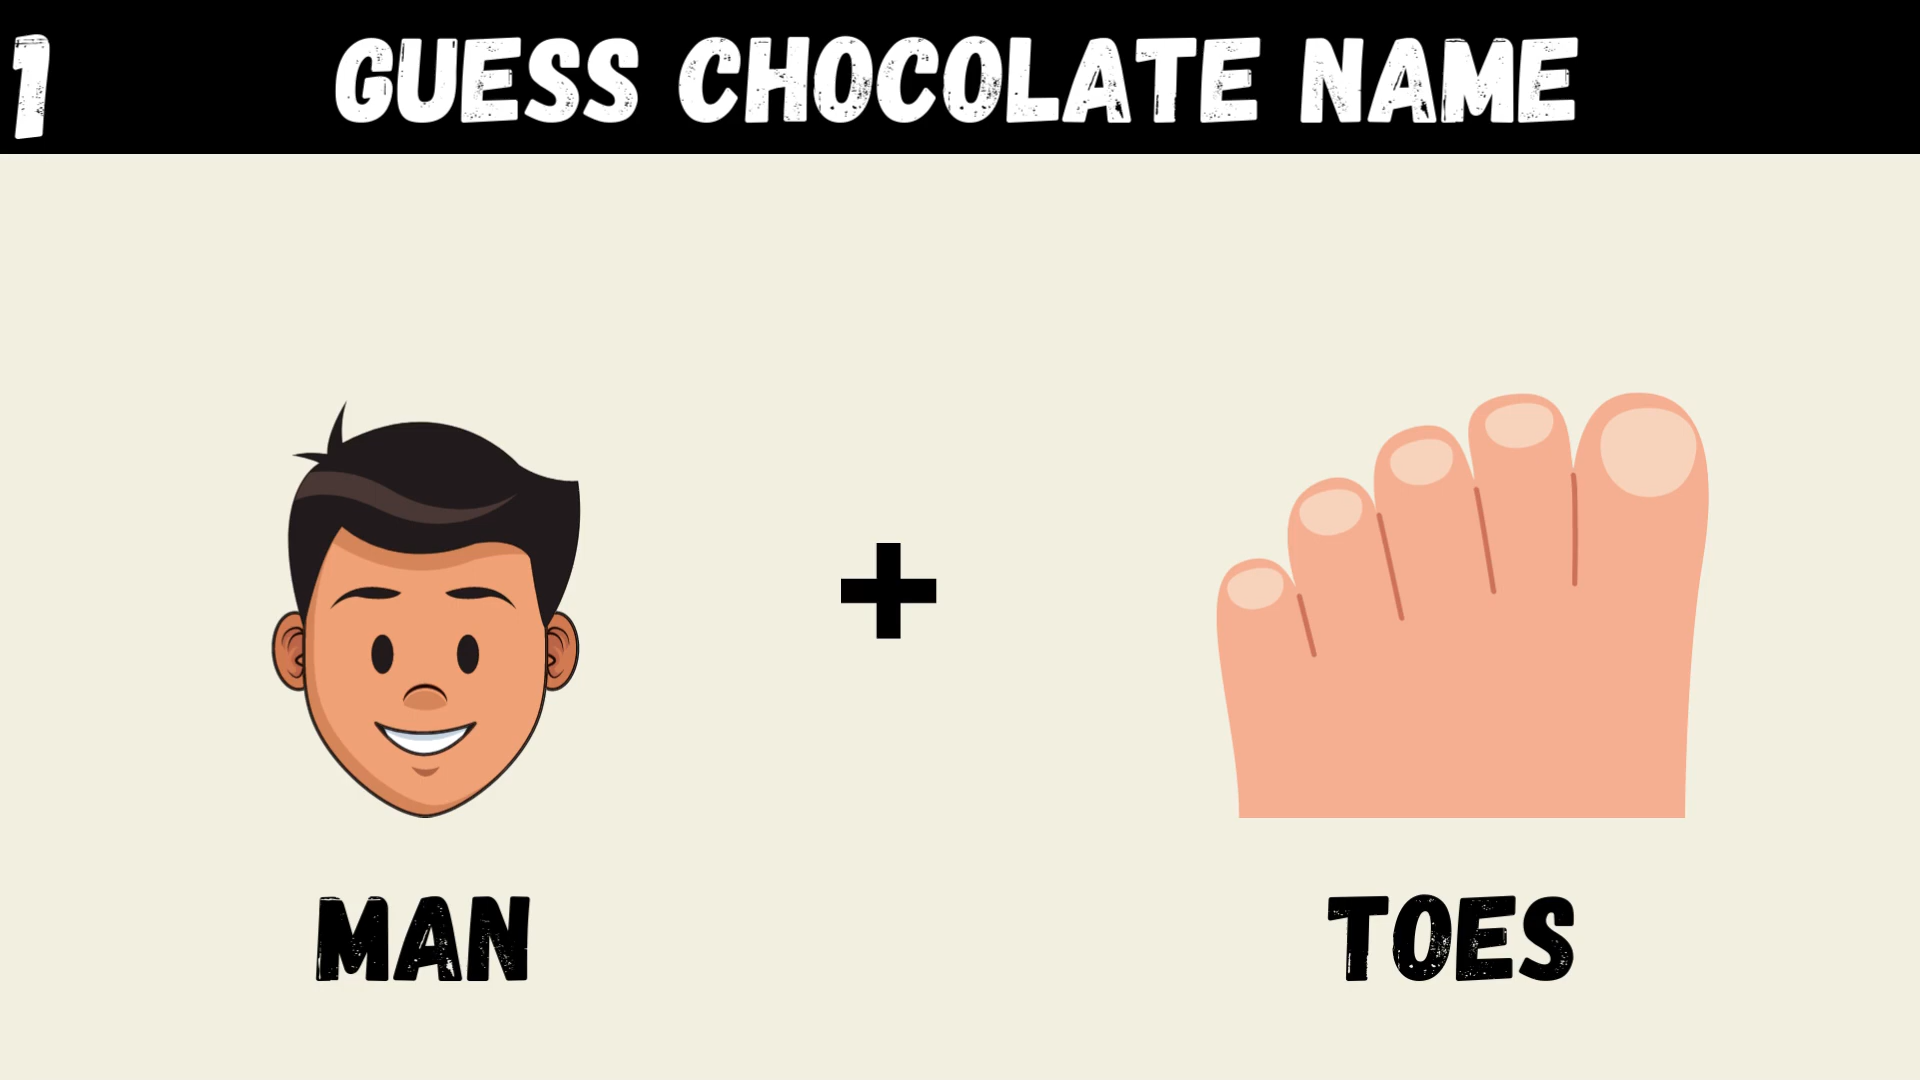 1
GUESS CHOCOLATE NAME
+
MAN
TOES